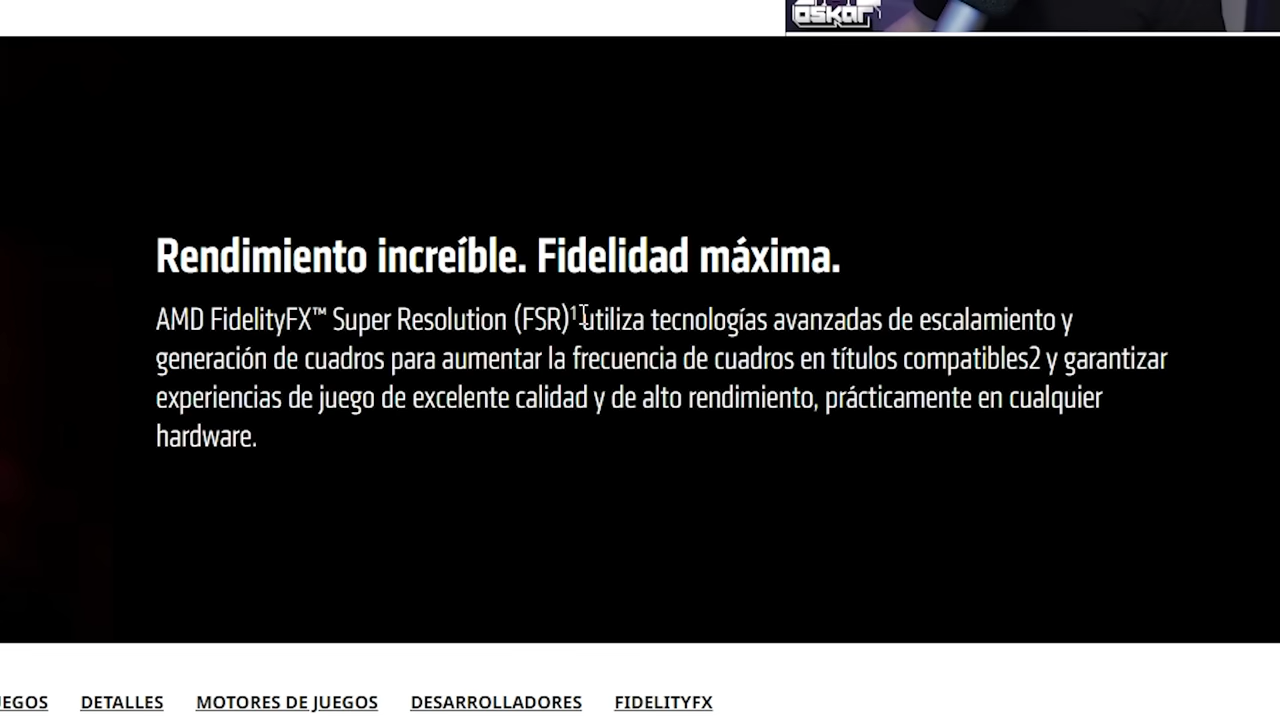 oskar
Rendimiento increíble. Fidelidad máxima.
AMD FidelityFX™ Super Resolution (FSR)¹ utiliza tecnologías avanzadas de escalamiento y
generación de cuadros para aumentar la frecuencia de cuadros en títulos compatibles2 y garantizar
experiencias de juego de excelente calidad y de alto rendimiento, prácticamente en cualquier
hardware.
UEGOS DETALLES MOTORES DE JUEGOS DESARROLLADORES FIDELITYFX